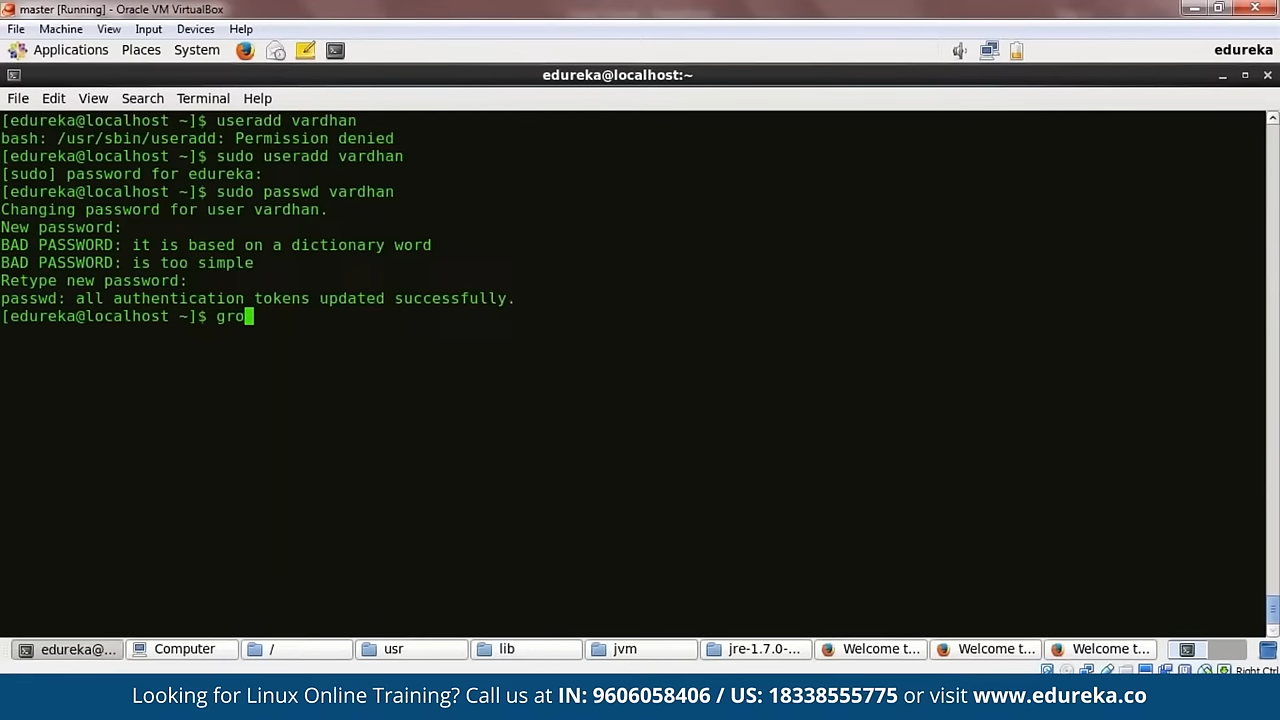 master [Running] - Oracle VM VirtualBox
File Machine View Input Devices Help
Applications Places System edureka
edureka@localhost:~
File Edit View Search Terminal Help
[edureka@localhost ~]$ useradd vardhan
bash: /usr/sbin/useradd: Permission denied
[edureka@localhost ~]$ sudo useradd vardhan
[sudo] password for edureka:
[edureka@localhost ~]$ sudo passwd vardhan
Changing password for user vardhan.
New password:
BAD PASSWORD: it is based on a dictionary word
BAD PASSWORD: is too simple
Retype new password:
passwd: all authentication tokens updated successfully.
[edureka@localhost ~]$ gro
edureka@... Computer / usr lib jvm jre-1.7.0-... Welcome t... Welcome t... Welcome t...
Right Ctrl
Looking for Linux Online Training? Call us at IN: 9606058406 / US: 18338555775 or visit www.edureka.co